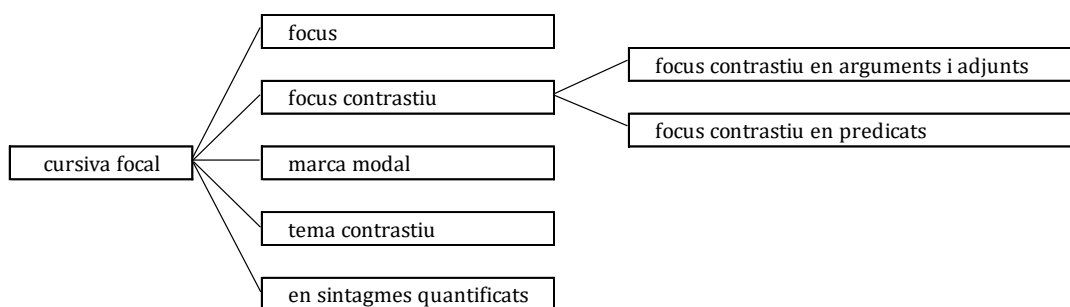 cursiva focal
focus
focus contrastiu
marca modal
tema contrastiu
en sintagmes quantificats
focus contrastiu en arguments i adjunts
focus contrastiu en predicats